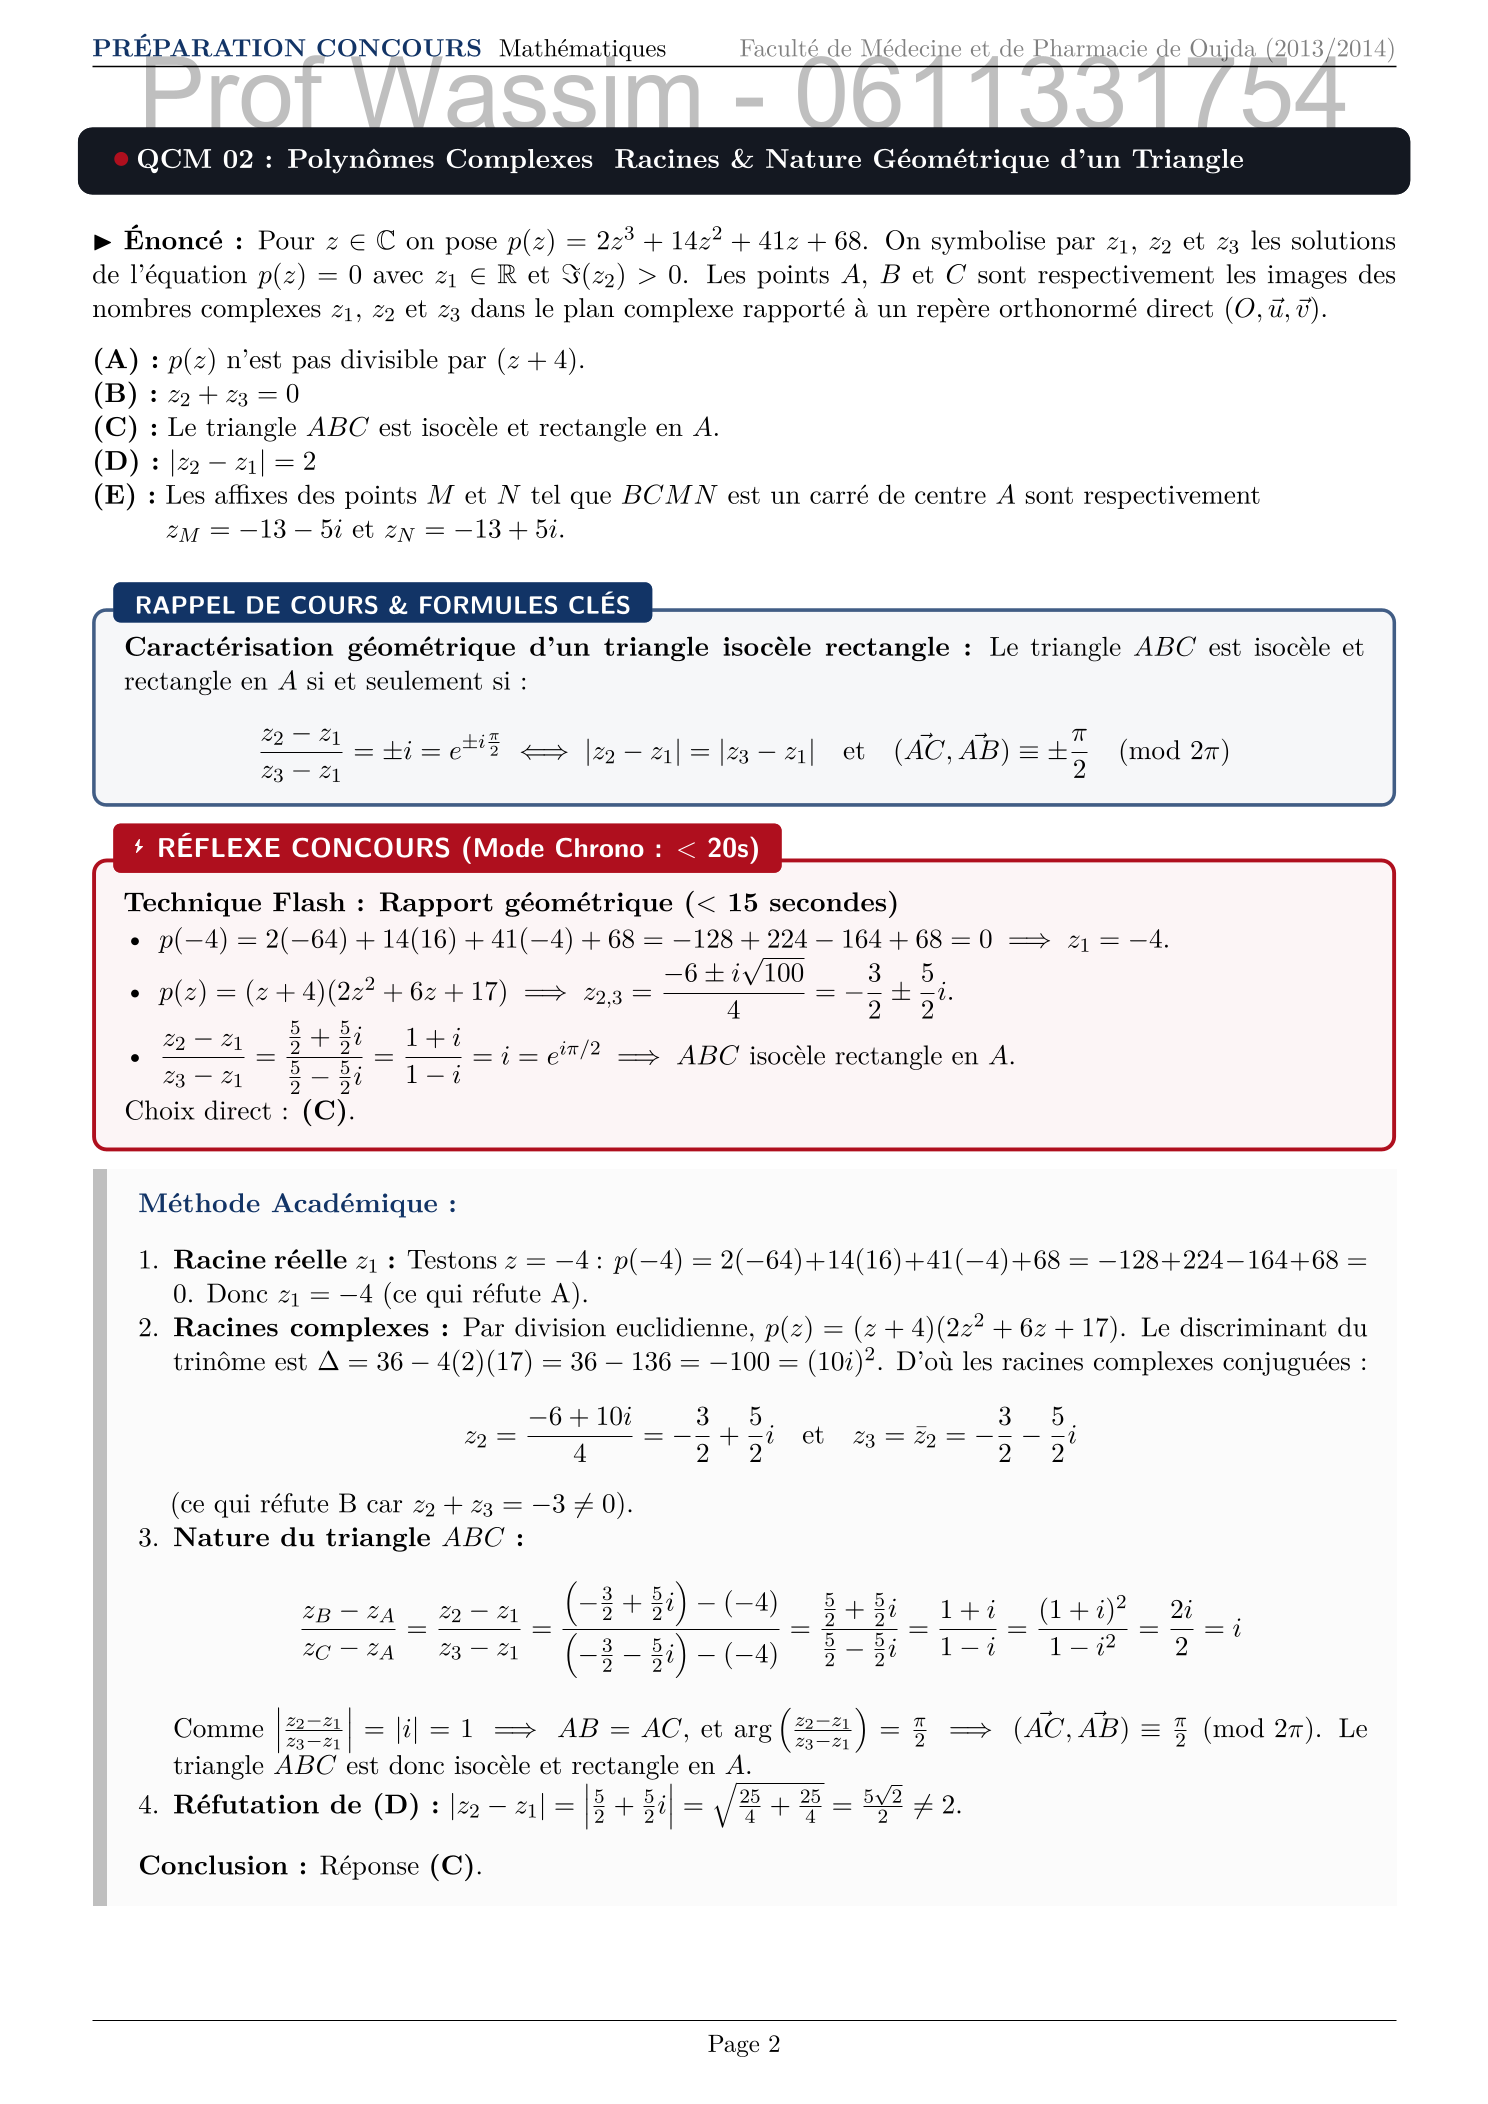 PRÉPARATION CONCOURS Mathématiques Faculté de Médecine et de Pharmacie de Oujda (2013/2014)
Prof Wassim - 0611331754
• QCM 02 : Polynômes Complexes Racines & Nature Géométrique d'un Triangle
▶ Énoncé : Pour z ∈ ℂ on pose p(z) = 2z³ + 14z² + 41z + 68. On symbolise par z₁, z₂ et z₃ les solutions
de l'équation p(z) = 0 avec z₁ ∈ ℝ et ℑ(z₂) > 0. Les points A, B et C sont respectivement les images des
nombres complexes z₁, z₂ et z₃ dans le plan complexe rapporté à un repère orthonormé direct (O, u⃗, v⃗).
(A) : p(z) n'est pas divisible par (z + 4).
(B) : z₂ + z₃ = 0
(C) : Le triangle ABC est isocèle et rectangle en A.
(D) : |z₂ − z₁| = 2
(E) : Les affixes des points M et N tel que BCMN est un carré de centre A sont respectivement
z_M = −13 − 5i et z_N = −13 + 5i.
RAPPEL DE COURS & FORMULES CLÉS
Caractérisation géométrique d'un triangle isocèle rectangle : Le triangle ABC est isocèle et
rectangle en A si et seulement si :
(z₂ − z₁)/(z₃ − z₁) = ±i = e^{±iπ/2} ⟺ |z₂ − z₁| = |z₃ − z₁| et (AC⃗, AB⃗) ≡ ±π/2 (mod 2π)
RÉFLEXE CONCOURS (Mode Chrono : < 20s)
Technique Flash : Rapport géométrique (< 15 secondes)
• p(−4) = 2(−64) + 14(16) + 41(−4) + 68 = −128 + 224 − 164 + 68 = 0 ⟹ z₁ = −4.
• p(z) = (z + 4)(2z² + 6z + 17) ⟹ z₂,₃ = (−6 ± i√100)/4 = −3/2 ± 5/2 i.
• (z₂ − z₁)/(z₃ − z₁) = (5/2 + 5/2 i)/(5/2 − 5/2 i) = (1 + i)/(1 − i) = i = e^{iπ/2} ⟹ ABC isocèle rectangle en A.
Choix direct : (C).
Méthode Académique :
1. Racine réelle z₁ : Testons z = −4 : p(−4) = 2(−64)+14(16)+41(−4)+68 = −128+224−164+68 =
0. Donc z₁ = −4 (ce qui réfute A).
2. Racines complexes : Par division euclidienne, p(z) = (z + 4)(2z² + 6z + 17). Le discriminant du
trinôme est Δ = 36 − 4(2)(17) = 36 − 136 = −100 = (10i)². D'où les racines complexes conjuguées :
z₂ = (−6 + 10i)/4 = −3/2 + 5/2 i et z₃ = z̄₂ = −3/2 − 5/2 i
(ce qui réfute B car z₂ + z₃ = −3 ≠ 0).
3. Nature du triangle ABC :
(z_B − z_A)/(z_C − z_A) = (z₂ − z₁)/(z₃ − z₁) = ((−3/2 + 5/2 i) − (−4))/((−3/2 − 5/2 i) − (−4)) = (5/2 + 5/2 i)/(5/2 − 5/2 i) = (1 + i)/(1 − i) = (1 + i)²/(1 − i²) = 2i/2 = i
Comme |(z₂−z₁)/(z₃−z₁)| = |i| = 1 ⟹ AB = AC, et arg((z₂−z₁)/(z₃−z₁)) = π/2 ⟹ (AC⃗, AB⃗) ≡ π/2 (mod 2π). Le
triangle ABC est donc isocèle et rectangle en A.
4. Réfutation de (D) : |z₂ − z₁| = |5/2 + 5/2 i| = √(25/4 + 25/4) = 5√2/2 ≠ 2.
Conclusion : Réponse (C).
Page 2